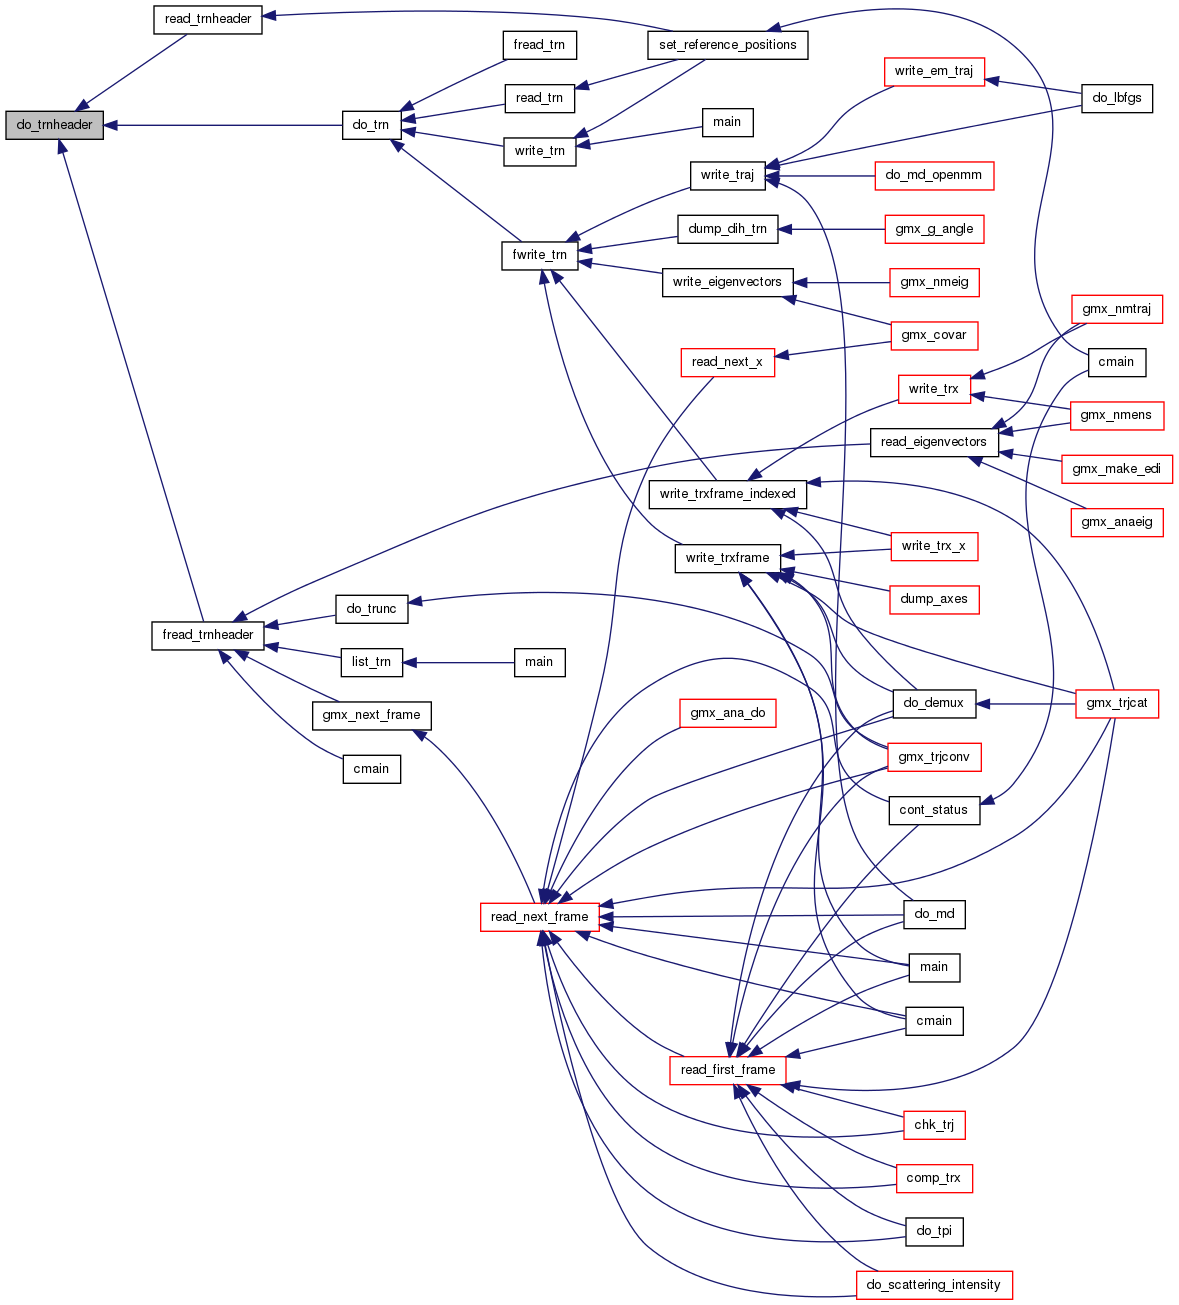 read_trnheader
set_reference_positions
fread_trn
write_em_traj
read_trn
do_lbfgs
do_trnheader
do_trn
main
write_trn
write_traj
do_md_openmm
dump_dih_trn
gmx_g_angle
fwrite_trn
write_eigenvectors
gmx_nmeig
gmx_nmtraj
gmx_covar
read_next_x
cmain
write_trx
gmx_nmens
read_eigenvectors
gmx_make_edi
write_trxframe_indexed
gmx_anaeig
write_trx_x
write_trxframe
dump_axes
do_trunc
fread_trnheader
list_trn
main
gmx_next_frame
gmx_ana_do
do_demux
gmx_trjcat
gmx_trjconv
cmain
cont_status
read_next_frame
do_md
main
cmain
read_first_frame
chk_trj
comp_trx
do_tpi
do_scattering_intensity